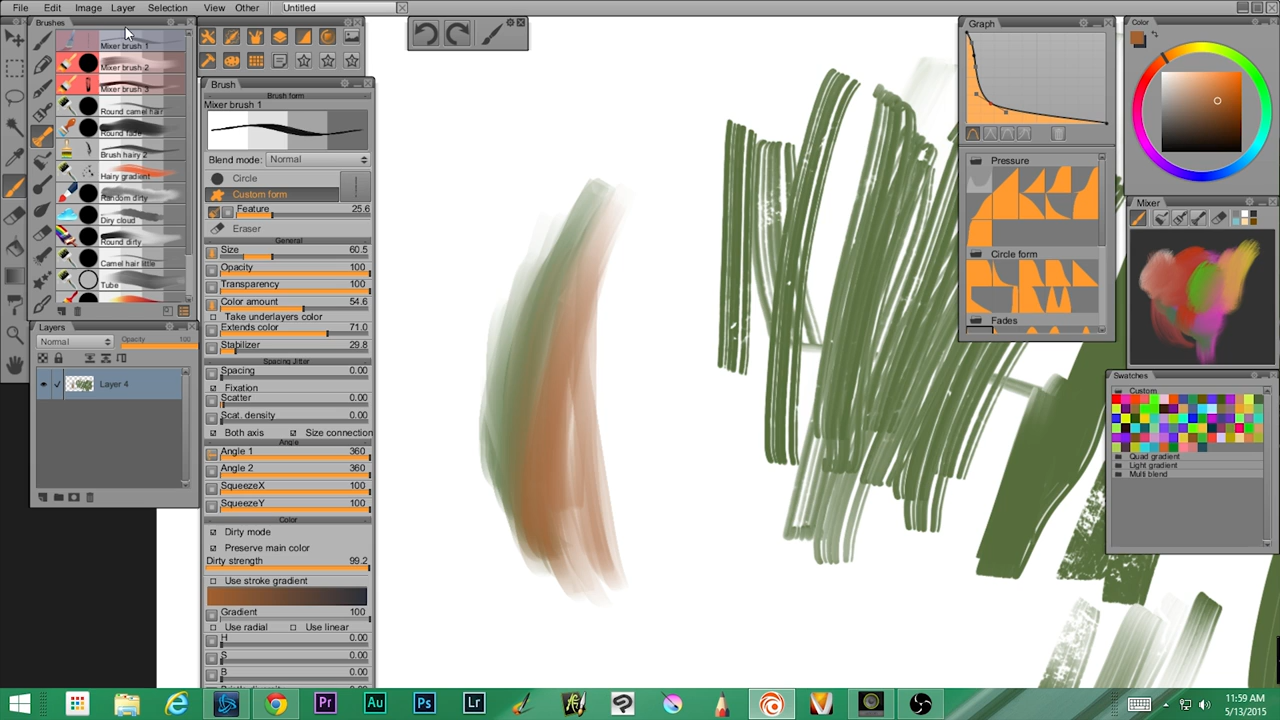 File Edit Image Layer Selection View Other Untitled
Brushes
Mixer brush 1
Mixer brush 2
Mixer brush 3
Round camel hair
Round fade
Brush hairy 2
Hairy gradient
Random dirty
Diry cloud
Round dirty
Camel hair little
Tube
Layers
Normal Opacity 100
Layer 4
Brush
Brush form
Mixer brush 1
Blend mode: Normal
Circle
Custom form
Feature 25.6
Eraser
General
Size 60.5
Opacity 100
Transparency 100
Color amount 54.6
Take underlayers color
Extends color 71.0
Stabilizer 29.8
Spacing Jitter
Spacing 0.00
Fixation
Scatter 0.00
Scat. density 0.00
Both axis Size connection
Angle
Angle 1 360
Angle 2 360
SqueezeX 100
SqueezeY 100
Color
Dirty mode
Preserve main color
Dirty strength 99.2
Use stroke gradient
Gradient 100
Use radial Use linear
H 0.00
S 0.00
B 0.00
Graph
Pressure
Circle form
Fades
Color
Mixer
Swatches
Custom
Quad gradient
Light gradient
Multi blend
Pr Au Ps Lr
11:59 AM
5/13/2015